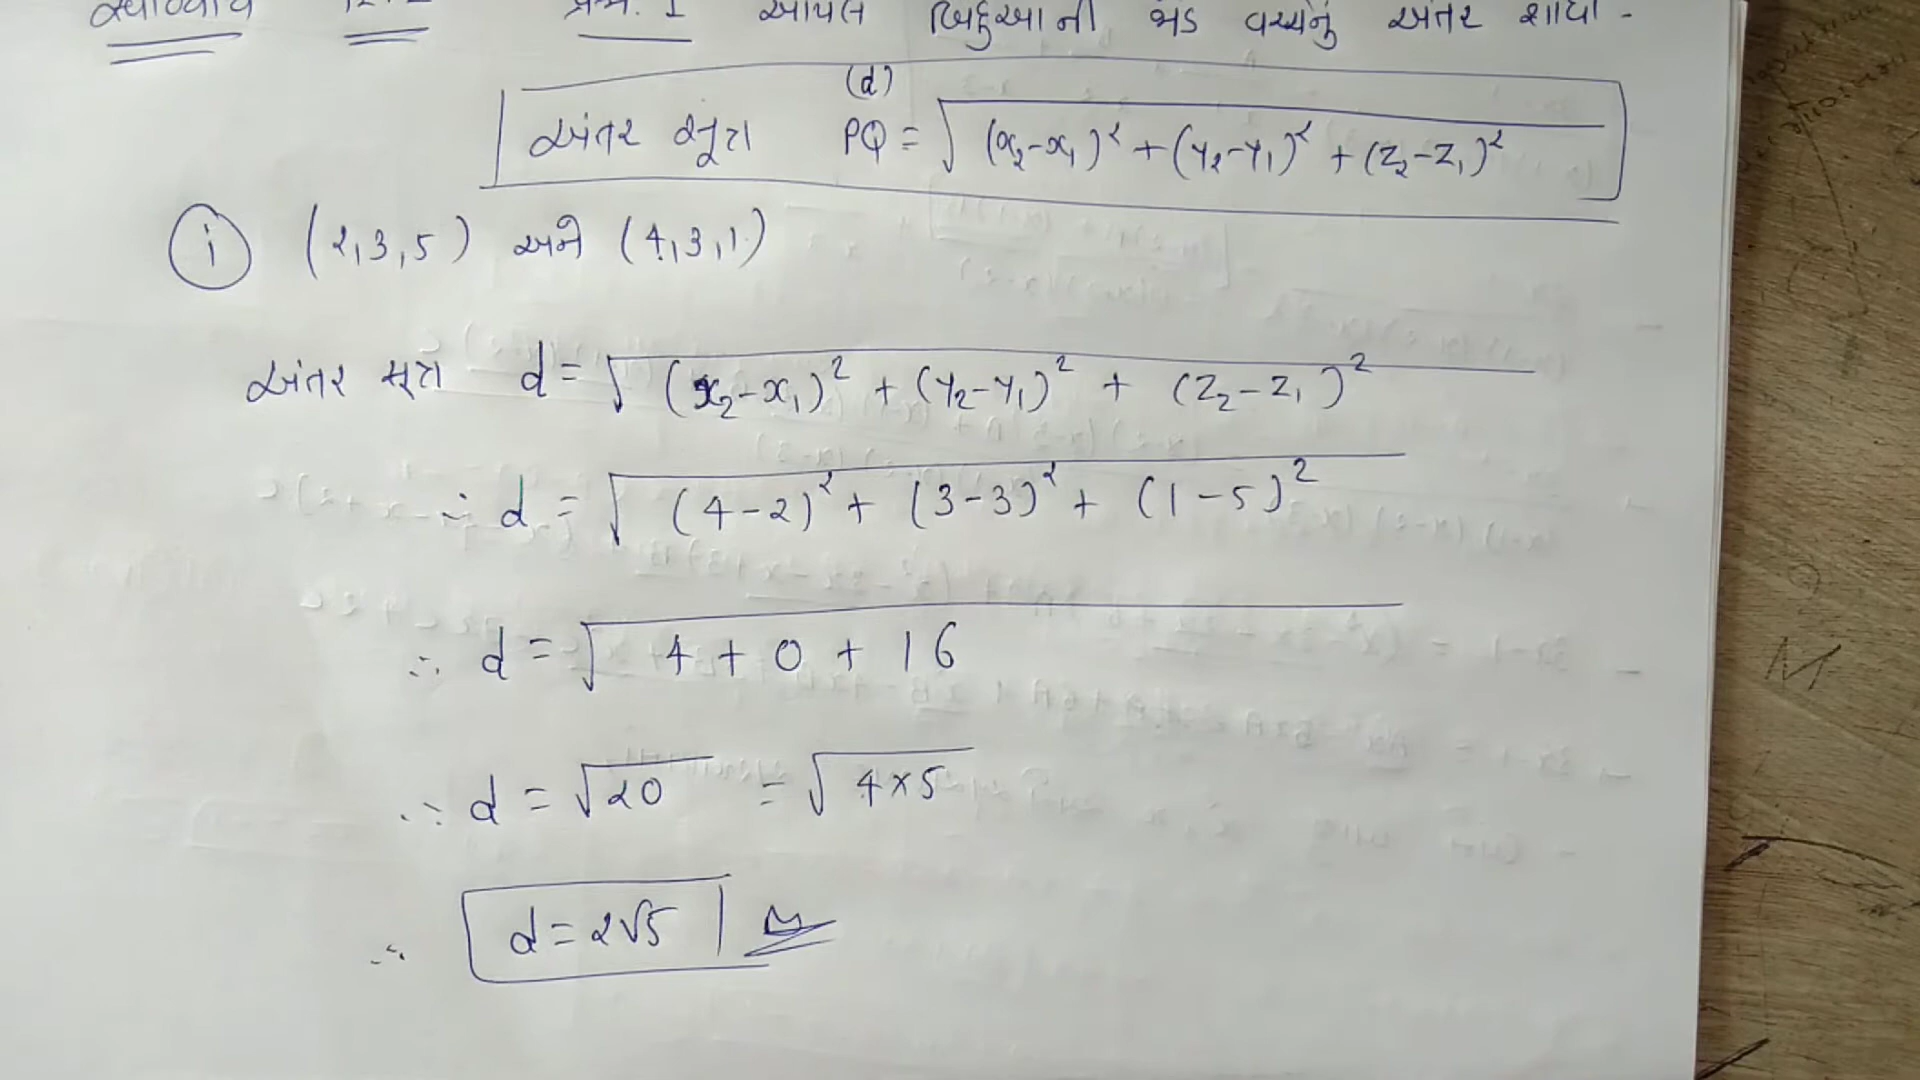 સ્વાધ્યાય પ્રશ્ન. 1 આપેલ બિંદુઓની જોડ વચ્ચેનું અંતર શોધો -
(d)
અંતર સૂત્ર PQ = √(x₂-x₁)² + (y₂-y₁)² + (z₂-z₁)²
i (2,3,5) અને (4,3,1)
અંતર સૂત્ર d = √(x₂-x₁)² + (y₂-y₁)² + (z₂-z₁)²
∴ d = √(4-2)² + (3-3)² + (1-5)²
∴ d = √4 + 0 + 16
∴ d = √20 = √4×5
∴ d = 2√5